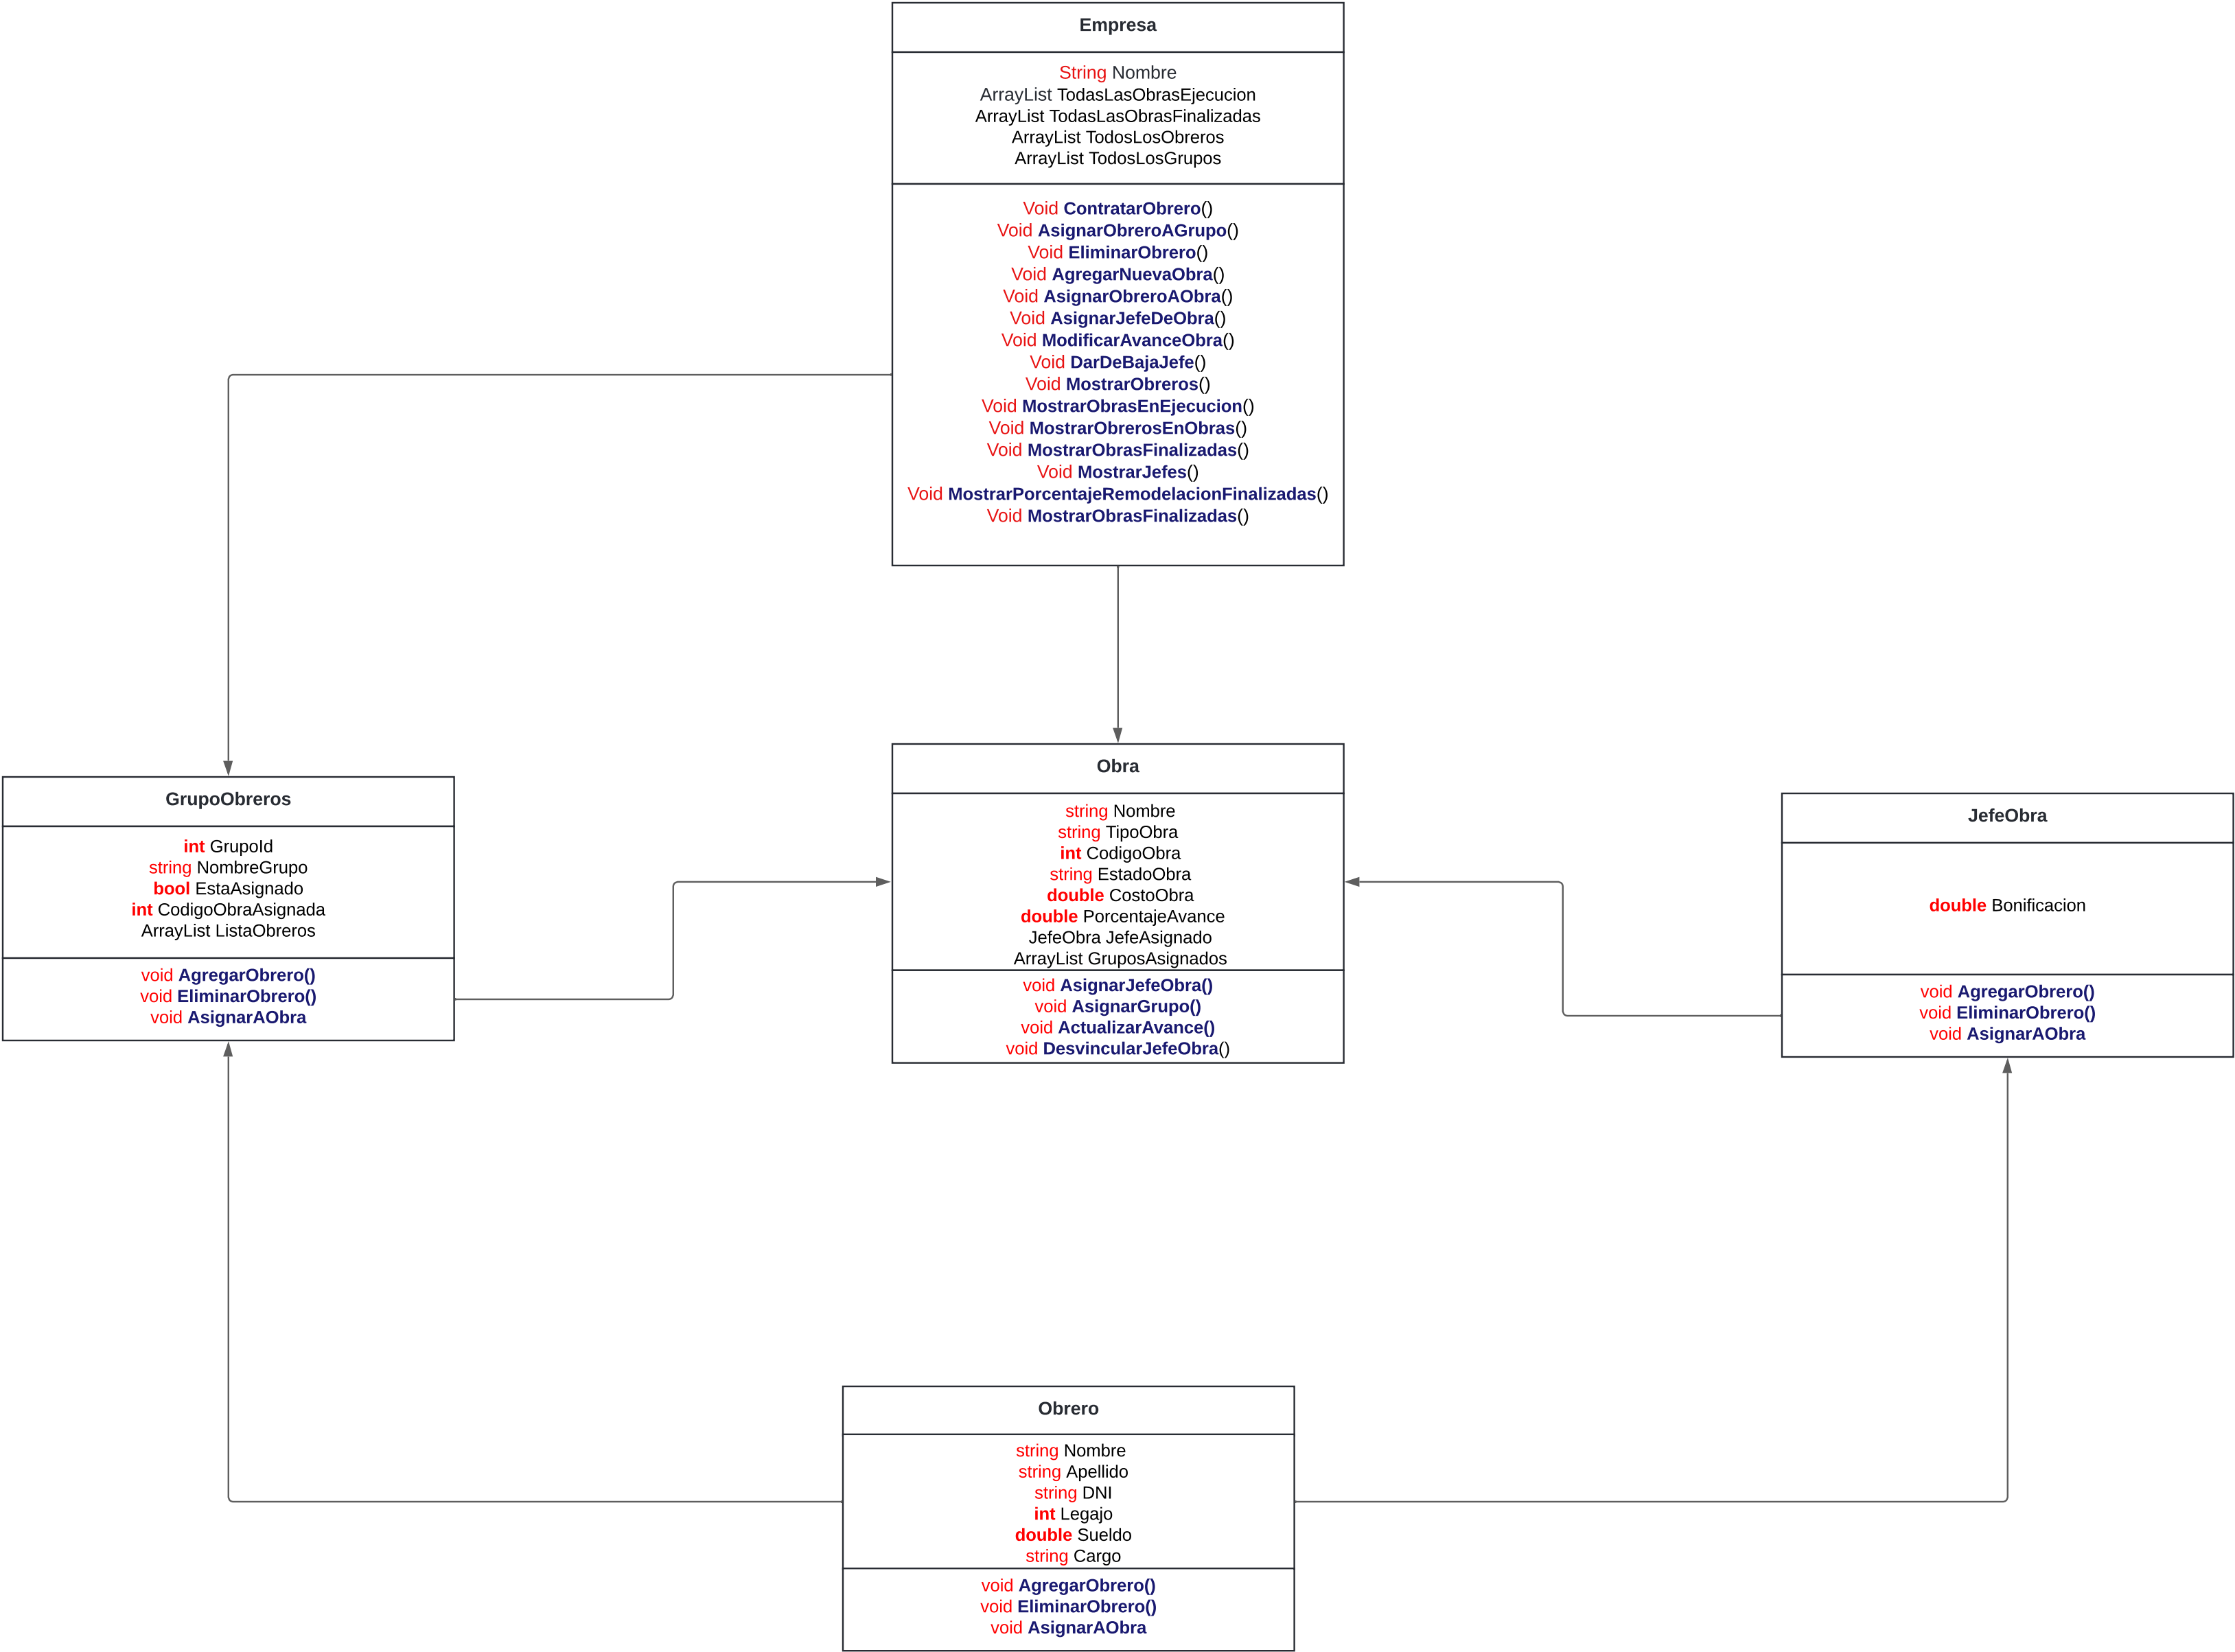 Empresa
String Nombre
ArrayList TodasLasObrasEjecucion
ArrayList TodasLasObrasFinalizadas
ArrayList TodosLosObreros
ArrayList TodosLosGrupos
Void ContratarObrero()
Void AsignarObreroAGrupo()
Void EliminarObrero()
Void AgregarNuevaObra()
Void AsignarObreroAObra()
Void AsignarJefeDeObra()
Void ModificarAvanceObra()
Void DarDeBajaJefe()
Void MostrarObreros()
Void MostrarObrasEnEjecucion()
Void MostrarObrerosEnObras()
Void MostrarObrasFinalizadas()
Void MostrarJefes()
Void MostrarPorcentajeRemodelacionFinalizadas()
Void MostrarObrasFinalizadas()
GrupoObreros
int GrupoId
string NombreGrupo
bool EstaAsignado
int CodigoObraAsignada
ArrayList ListaObreros
void AgregarObrero()
void EliminarObrero()
void AsignarAObra
Obra
string Nombre
string TipoObra
int CodigoObra
string EstadoObra
double CostoObra
double PorcentajeAvance
JefeObra JefeAsignado
ArrayList GruposAsignados
void AsignarJefeObra()
void AsignarGrupo()
void ActualizarAvance()
void DesvincularJefeObra()
JefeObra
double Bonificacion
void AgregarObrero()
void EliminarObrero()
void AsignarAObra
Obrero
string Nombre
string Apellido
string DNI
int Legajo
double Sueldo
string Cargo
void AgregarObrero()
void EliminarObrero()
void AsignarAObra